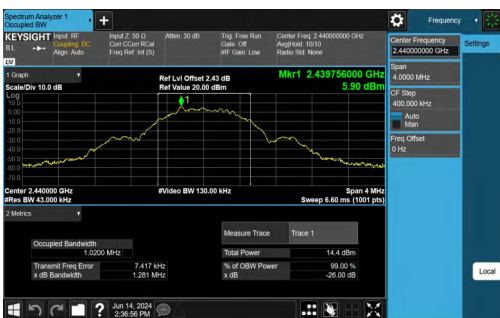 Spectrum Analyzer 1
Occupied BW
Frequency
KEYSIGHT
Input: RF
Input Z: 50 Ω
Atten: 30 dB
Trig: Free Run
Center Freq: 2.440000000 GHz
RL
Coupling: DC
Corr CCorr RCal
Gate: Off
Avg|Hold: 10/10
Align: Auto
Freq Ref: Int (S)
#IF Gain: Low
Radio Std: None
Center Frequency
2.440000000 GHz
Settings
Span
4.0000 MHz
CF Step
400.000 kHz
Auto
Man
Freq Offset
0 Hz
1 Graph
Ref Lvl Offset 2.43 dB
Mkr1 2.439756000 GHz
Scale/Div 10.0 dB
Ref Value 20.00 dBm
5.90 dBm
Log
10.0
0.00
-10.0
-20.0
-30.0
-40.0
-50.0
-60.0
-70.0
1
Center 2.440000 GHz
#Video BW 130.00 kHz
Span 4 MHz
#Res BW 43.000 kHz
Sweep 6.60 ms (1001 pts)
2 Metrics
Measure Trace
Trace 1
Occupied Bandwidth
1.0200 MHz
Total Power
14.4 dBm
Transmit Freq Error
7.417 kHz
% of OBW Power
99.00 %
x dB Bandwidth
1.281 MHz
x dB
-26.00 dB
Local
Jun 14, 2024
2:36:56 PM